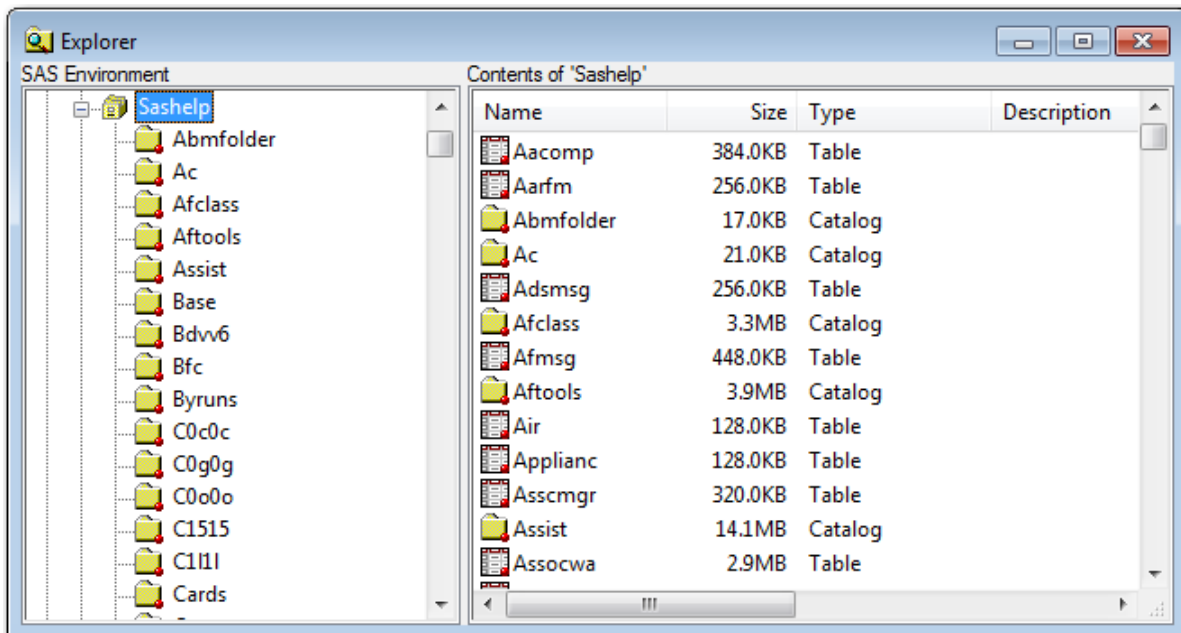 Explorer
SAS Environment
Contents of 'Sashelp'
Sashelp
Abmfolder
Ac
Afclass
Aftools
Assist
Base
Bdvv6
Bfc
Byruns
C0c0c
C0g0g
C0o0o
C1515
C1l1l
Cards
Name Size Type Description
Aacomp 384.0KB Table
Aarfm 256.0KB Table
Abmfolder 17.0KB Catalog
Ac 21.0KB Catalog
Adsmsg 256.0KB Table
Afclass 3.3MB Catalog
Afmsg 448.0KB Table
Aftools 3.9MB Catalog
Air 128.0KB Table
Applianc 128.0KB Table
Asscmgr 320.0KB Table
Assist 14.1MB Catalog
Assocwa 2.9MB Table